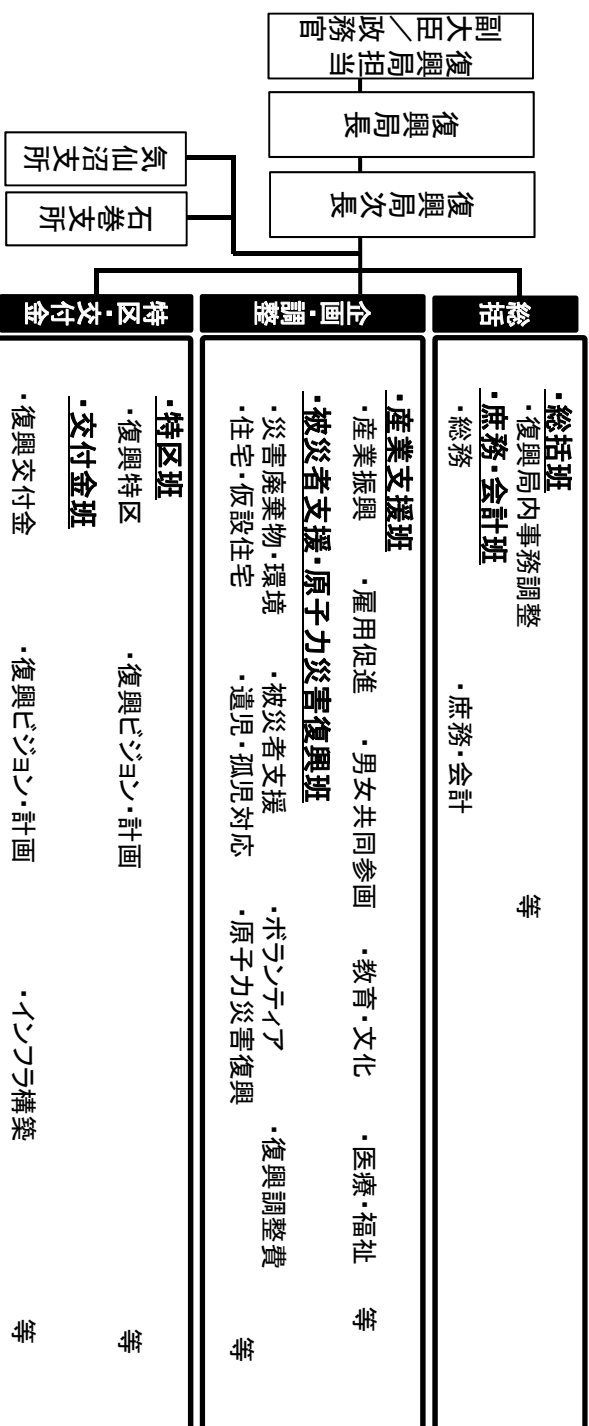 復興局担当
副大臣／政務官
復興局長
復興局次長
気仙沼支所
石巻支所
総括
・総括班
・復興局内事務調整 等
・庶務・会計班
・総務 ・庶務・会計
企画・調整
・産業支援班
・産業振興 ・雇用促進 ・男女共同参画 ・教育・文化 ・医療・福祉 等
・被災者支援・原子力災害復興班
・災害廃棄物・環境 ・被災者支援 ・ボランティア ・復興調整費
・住宅・仮設住宅 ・遺児・孤児対応 ・原子力災害復興 等
特区・交付金
・特区班
・復興特区 ・復興ビジョン・計画 等
・交付金班
・復興交付金 ・復興ビジョン・計画 ・インフラ構築 等